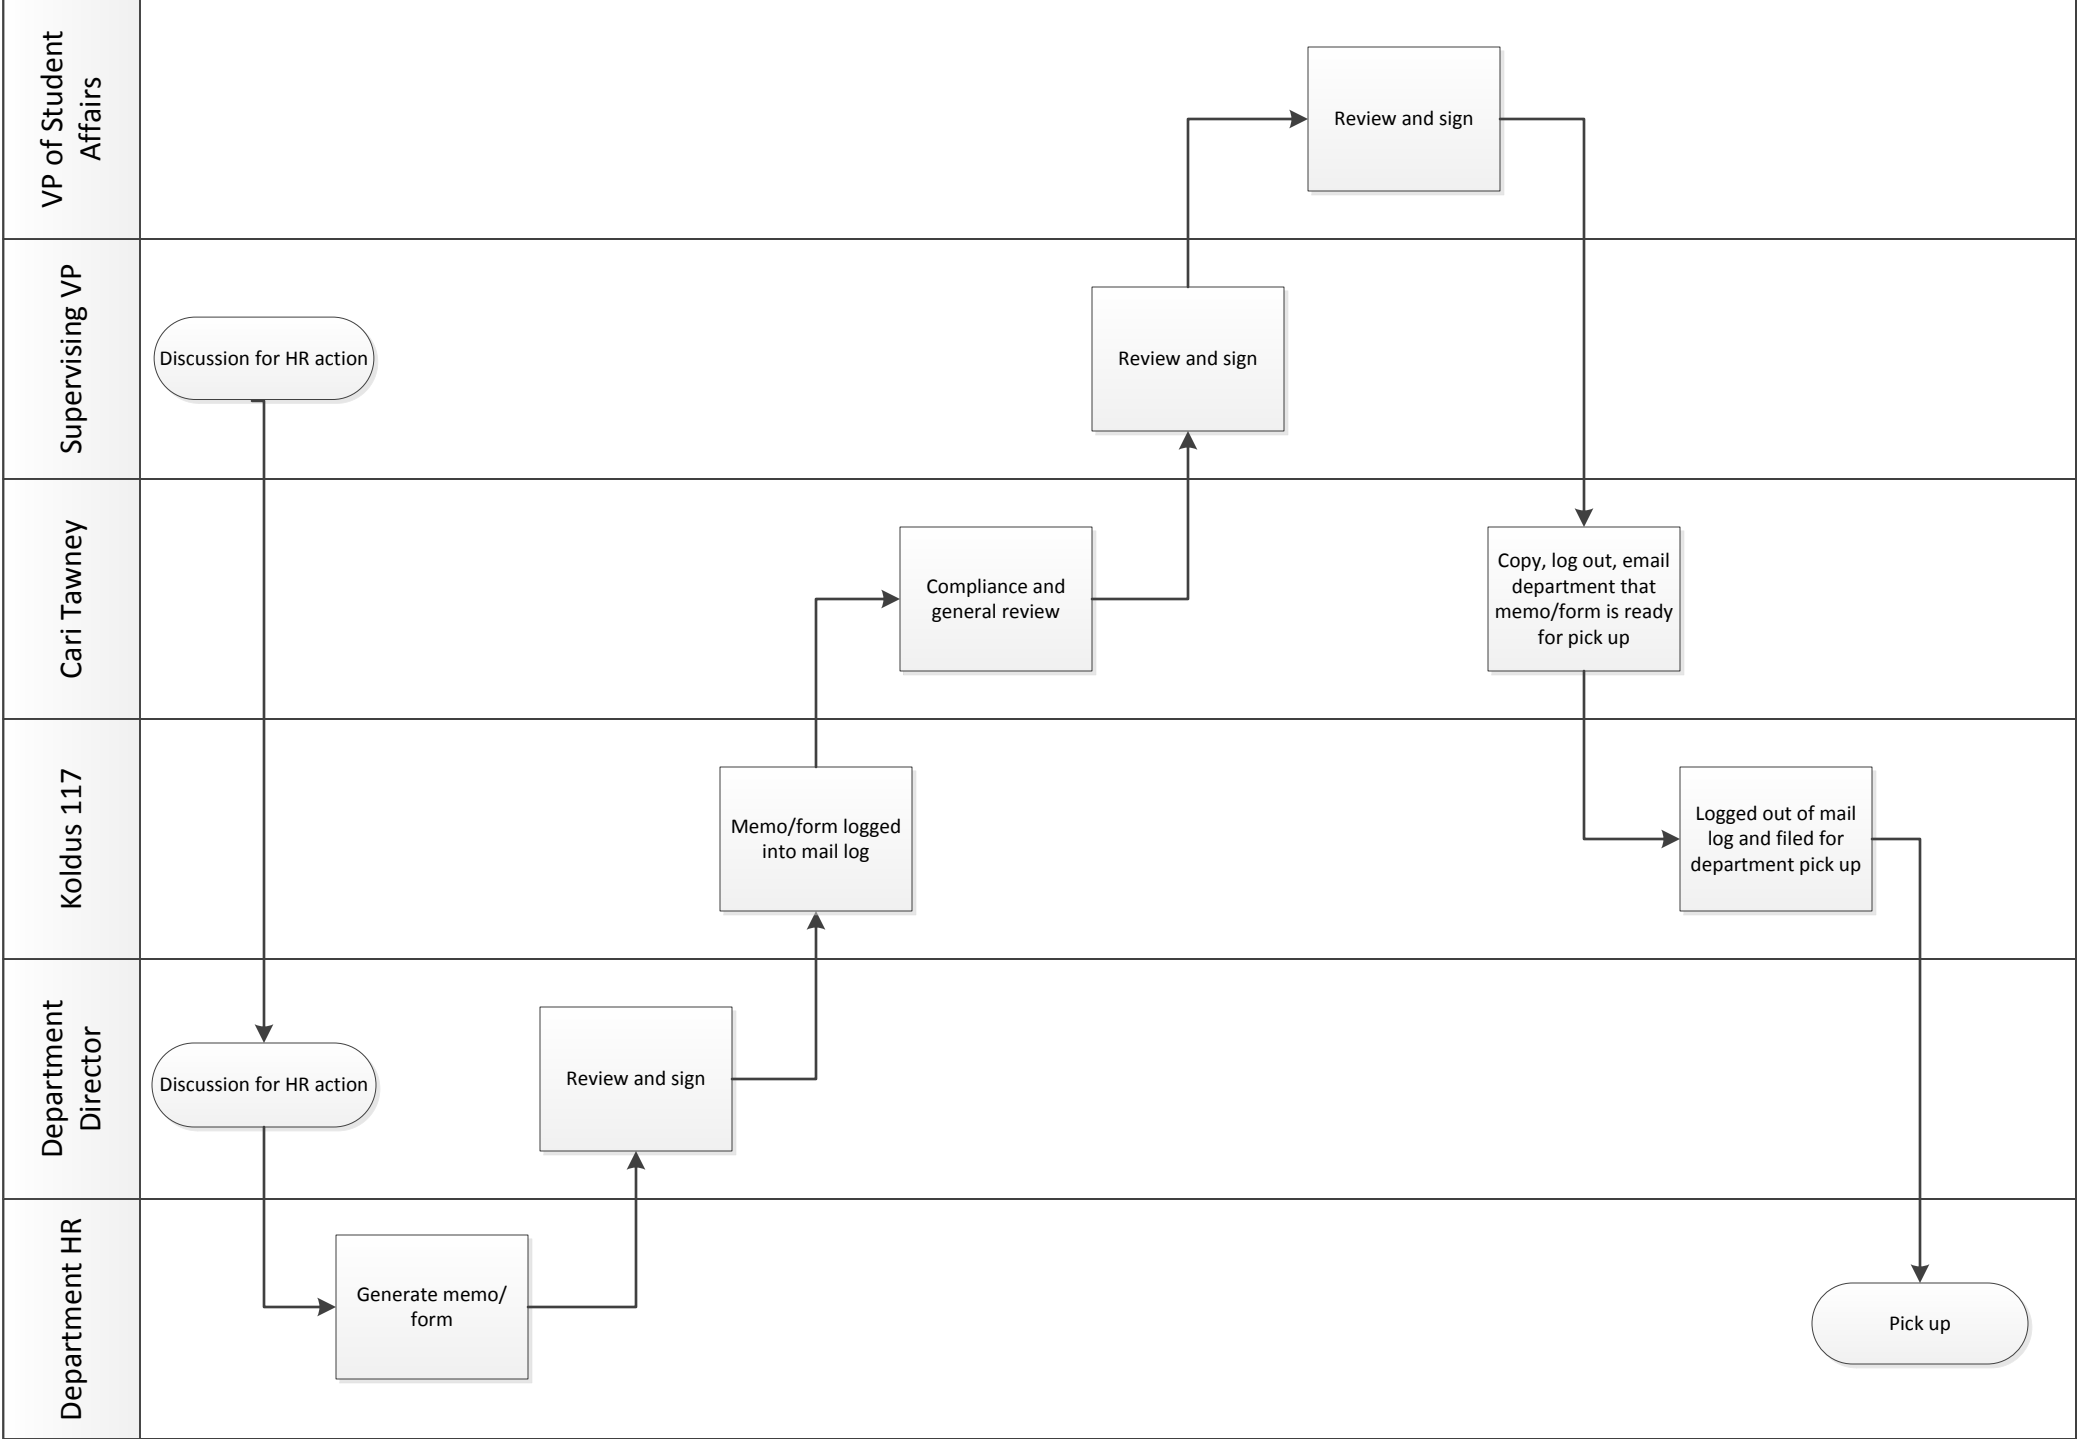 VP of Student
Affairs
Review and sign
Supervising VP
Discussion for HR action
Review and sign
Cari Tawney
Compliance and
general review
Copy, log out, email
department that
memo/form is ready
for pick up
Koldus 117
Memo/form logged
into mail log
Logged out of mail
log and filed for
department pick up
Department
Director
Discussion for HR action
Review and sign
Department HR
Generate memo/
form
Pick up